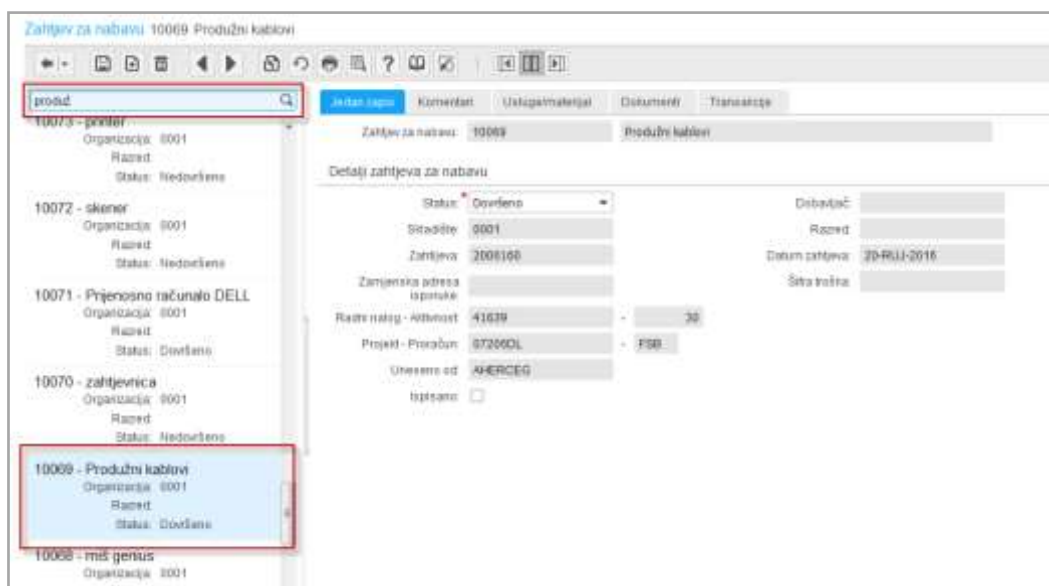 Zahtjev za nabavu 10069 Produžni kablovi
produž
Jedan zapis Komentari Usluge/materijal Dokumenti Transakcije
10073 - printer
Organizacija: 0001
Razred:
Status: Nedovršeno
10072 - skener
Organizacija: 0001
Razred:
Status: Nedovršeno
10071 - Prijenosno računalo DELL
Organizacija: 0001
Razred:
Status: Dovršeno
10070 - zahtjevnica
Organizacija: 0001
Razred:
Status: Nedovršeno
10069 - Produžni kablovi
Organizacija: 0001
Razred:
Status: Dovršeno
10068 - miš genius
Organizacija: 0001
Zahtjev za nabavu: 10069 Produžni kablovi
Detalji zahtjeva za nabavu
Status: * Dovršeno
Skladište: 0001
Zahtijeva: 2000160
Zamjenska adresa
isporuke:
Radni nalog - Aktivnost: 41639 - 30
Projekt - Proračun: 07206DL - FSB
Uneseno od: AHERCEG
Ispisano:
Dobavljač:
Razred:
Datum zahtjeva: 20-RUJ-2016
Šifra troška: